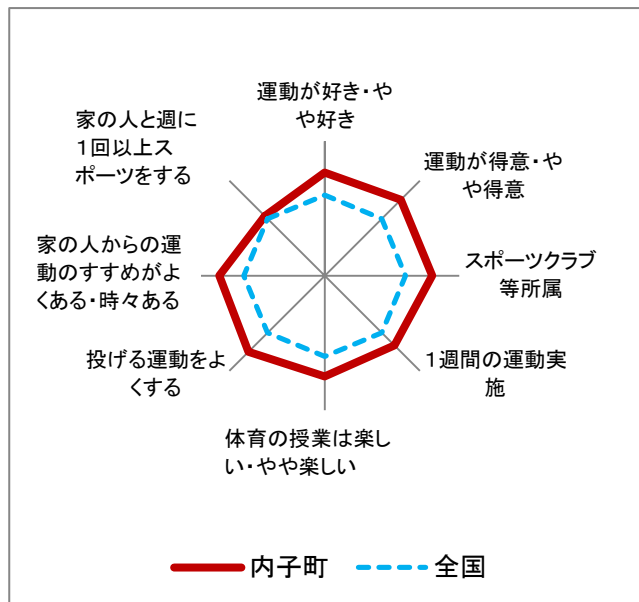 運動が好き・や
や好き
運動が得意・や
や得意
スポーツクラブ
等所属
１週間の運動実
施
体育の授業は楽し
い・やや楽しい
投げる運動をよ
くする
家の人からの運
動のすすめがよ
くある・時々ある
家の人と週に
１回以上ス
ポーツをする
内子町
全国